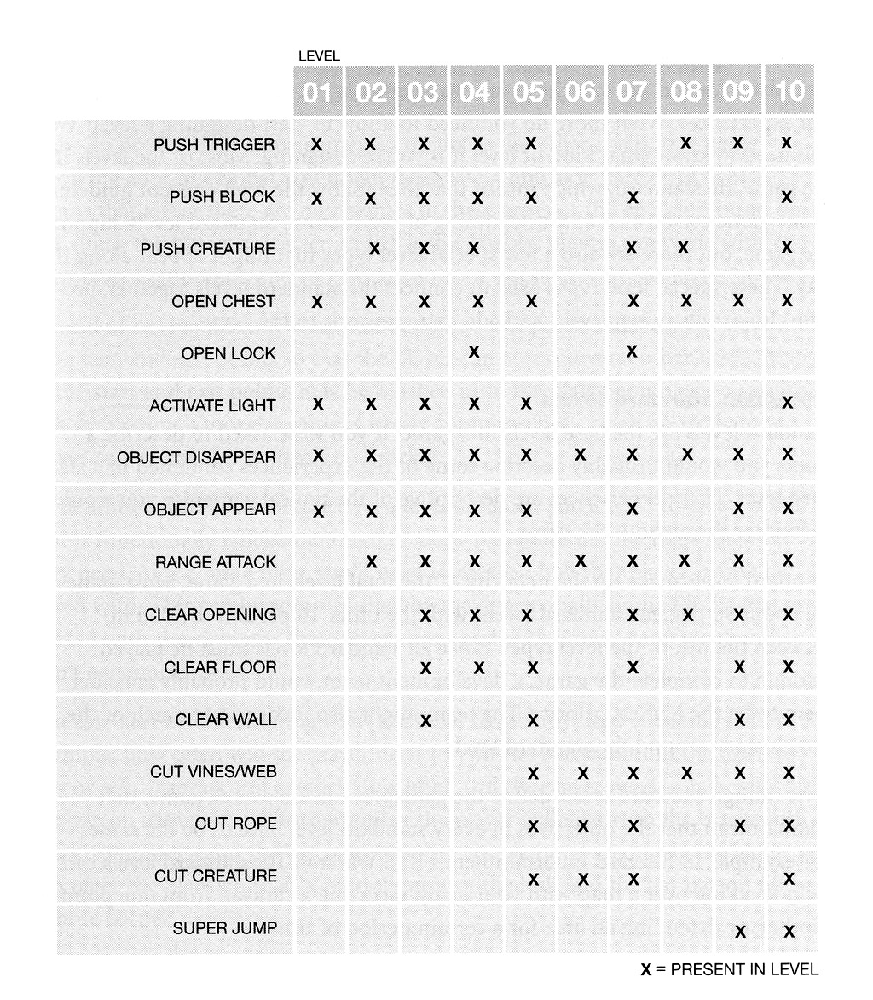 LEVEL
01 02 03 04 05 06 07 08 09 10
PUSH TRIGGER X X X X X X X X
PUSH BLOCK X X X X X X X
PUSH CREATURE X X X X X X
OPEN CHEST X X X X X X X X X
OPEN LOCK X X
ACTIVATE LIGHT X X X X X X
OBJECT DISAPPEAR X X X X X X X X X X
OBJECT APPEAR X X X X X X X X
RANGE ATTACK X X X X X X X X X
CLEAR OPENING X X X X X X X
CLEAR FLOOR X X X X X X
CLEAR WALL X X X X
CUT VINES/WEB X X X X X X
CUT ROPE X X X X X
CUT CREATURE X X X X
SUPER JUMP X X
X = PRESENT IN LEVEL